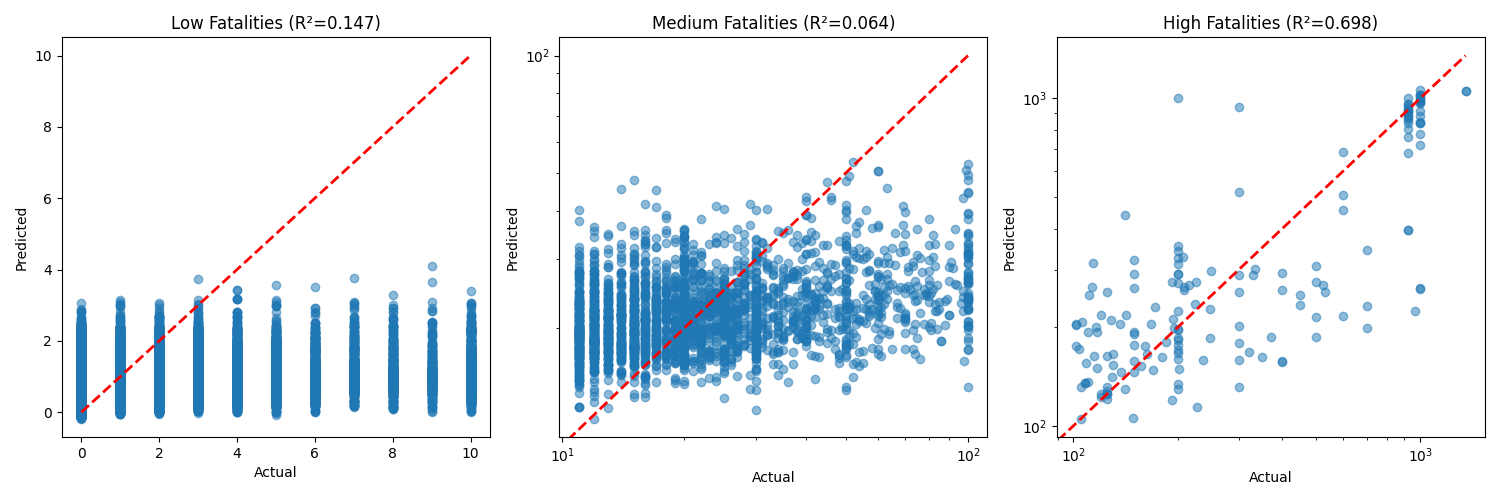 Low Fatalities (R²=0.147)
Predicted
10
8
6
4
2
0
0 2 4 6 8 10
Actual
Medium Fatalities (R²=0.064)
Predicted
10²
10¹ 10²
Actual
High Fatalities (R²=0.698)
Predicted
10³
10²
10² 10³
Actual